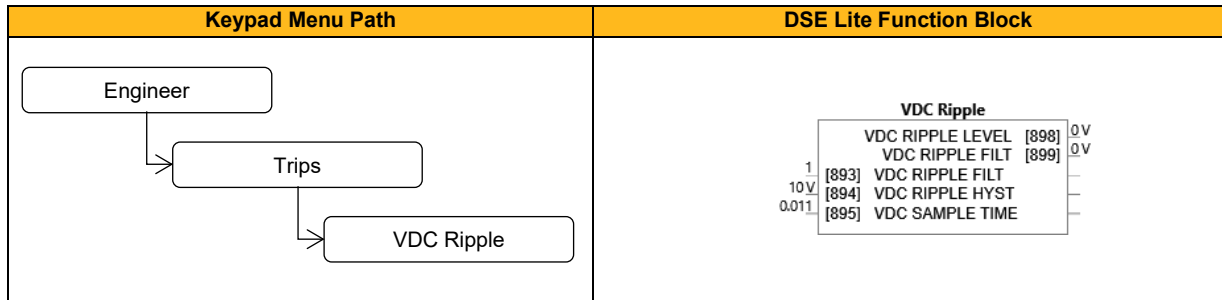 Keypad Menu Path
DSE Lite Function Block
Engineer
Trips
VDC Ripple
VDC Ripple
VDC RIPPLE LEVEL [898] 0 V
VDC RIPPLE FILT [899] 0 V
1 [893] VDC RIPPLE FILT
10 V [894] VDC RIPPLE HYST
0.011 [895] VDC SAMPLE TIME